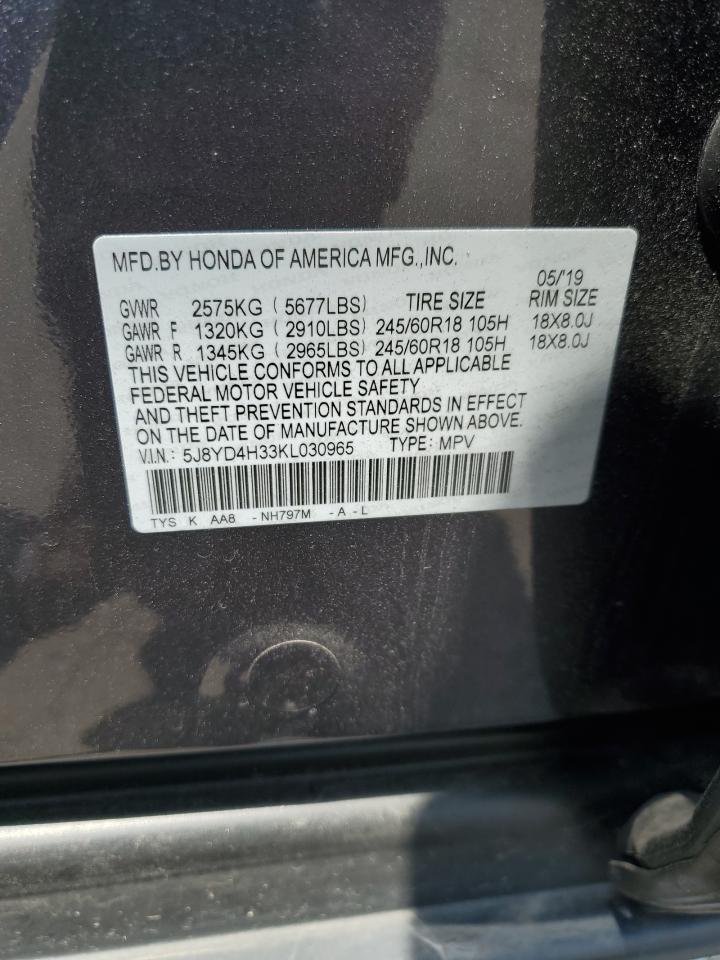 MFD.BY HONDA OF AMERICA MFG.,INC.
05/'19
GVWR 2575KG ( 5677LBS) TIRE SIZE RIM SIZE
GAWR F 1320KG ( 2910LBS) 245/60R18 105H 18X8.0J
GAWR R 1345KG ( 2965LBS) 245/60R18 105H 18X8.0J
THIS VEHICLE CONFORMS TO ALL APPLICABLE
FEDERAL MOTOR VEHICLE SAFETY
AND THEFT PREVENTION STANDARDS IN EFFECT
ON THE DATE OF MANUFACTURE SHOWN ABOVE.
V.I.N.: 5J8YD4H33KL030965 TYPE: MPV
TYS K AA8 - NH797M - A - L